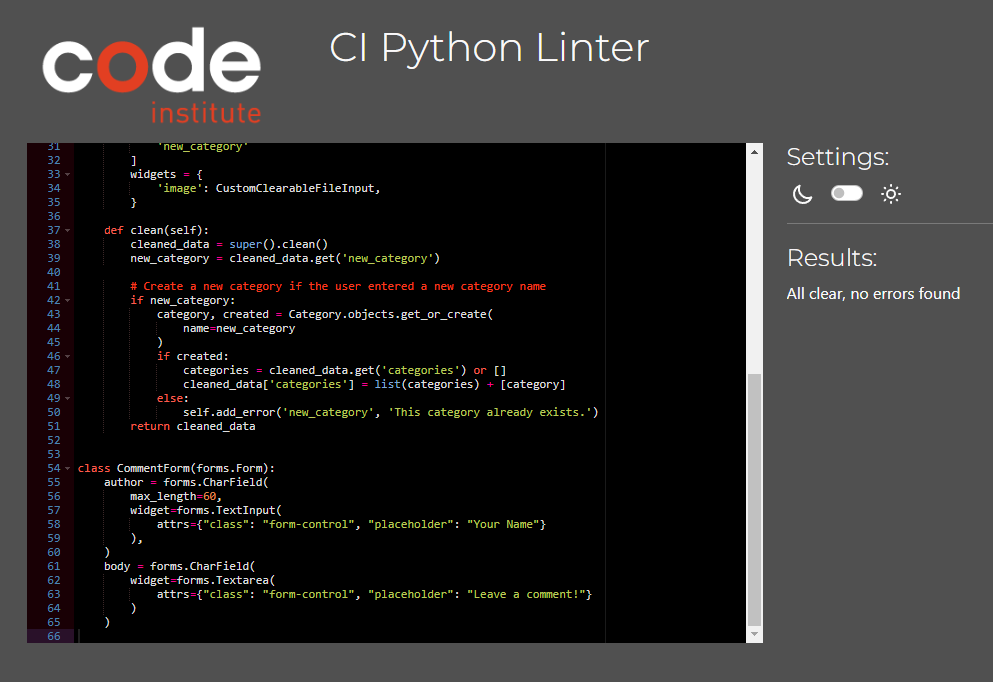 code
institute
CI Python Linter
31 'new_category'
32 ]
33 widgets = {
34 'image': CustomClearableFileInput,
35 }
36
37 def clean(self):
38 cleaned_data = super().clean()
39 new_category = cleaned_data.get('new_category')
40
41 # Create a new category if the user entered a new category name
42 if new_category:
43 category, created = Category.objects.get_or_create(
44 name=new_category
45 )
46 if created:
47 categories = cleaned_data.get('categories') or []
48 cleaned_data['categories'] = list(categories) + [category]
49 else:
50 self.add_error('new_category', 'This category already exists.')
51 return cleaned_data
52
53
54 class CommentForm(forms.Form):
55 author = forms.CharField(
56 max_length=60,
57 widget=forms.TextInput(
58 attrs={"class": "form-control", "placeholder": "Your Name"}
59 ),
60 )
61 body = forms.CharField(
62 widget=forms.Textarea(
63 attrs={"class": "form-control", "placeholder": "Leave a comment!"}
64 )
65 )
66
Settings:
Results:
All clear, no errors found